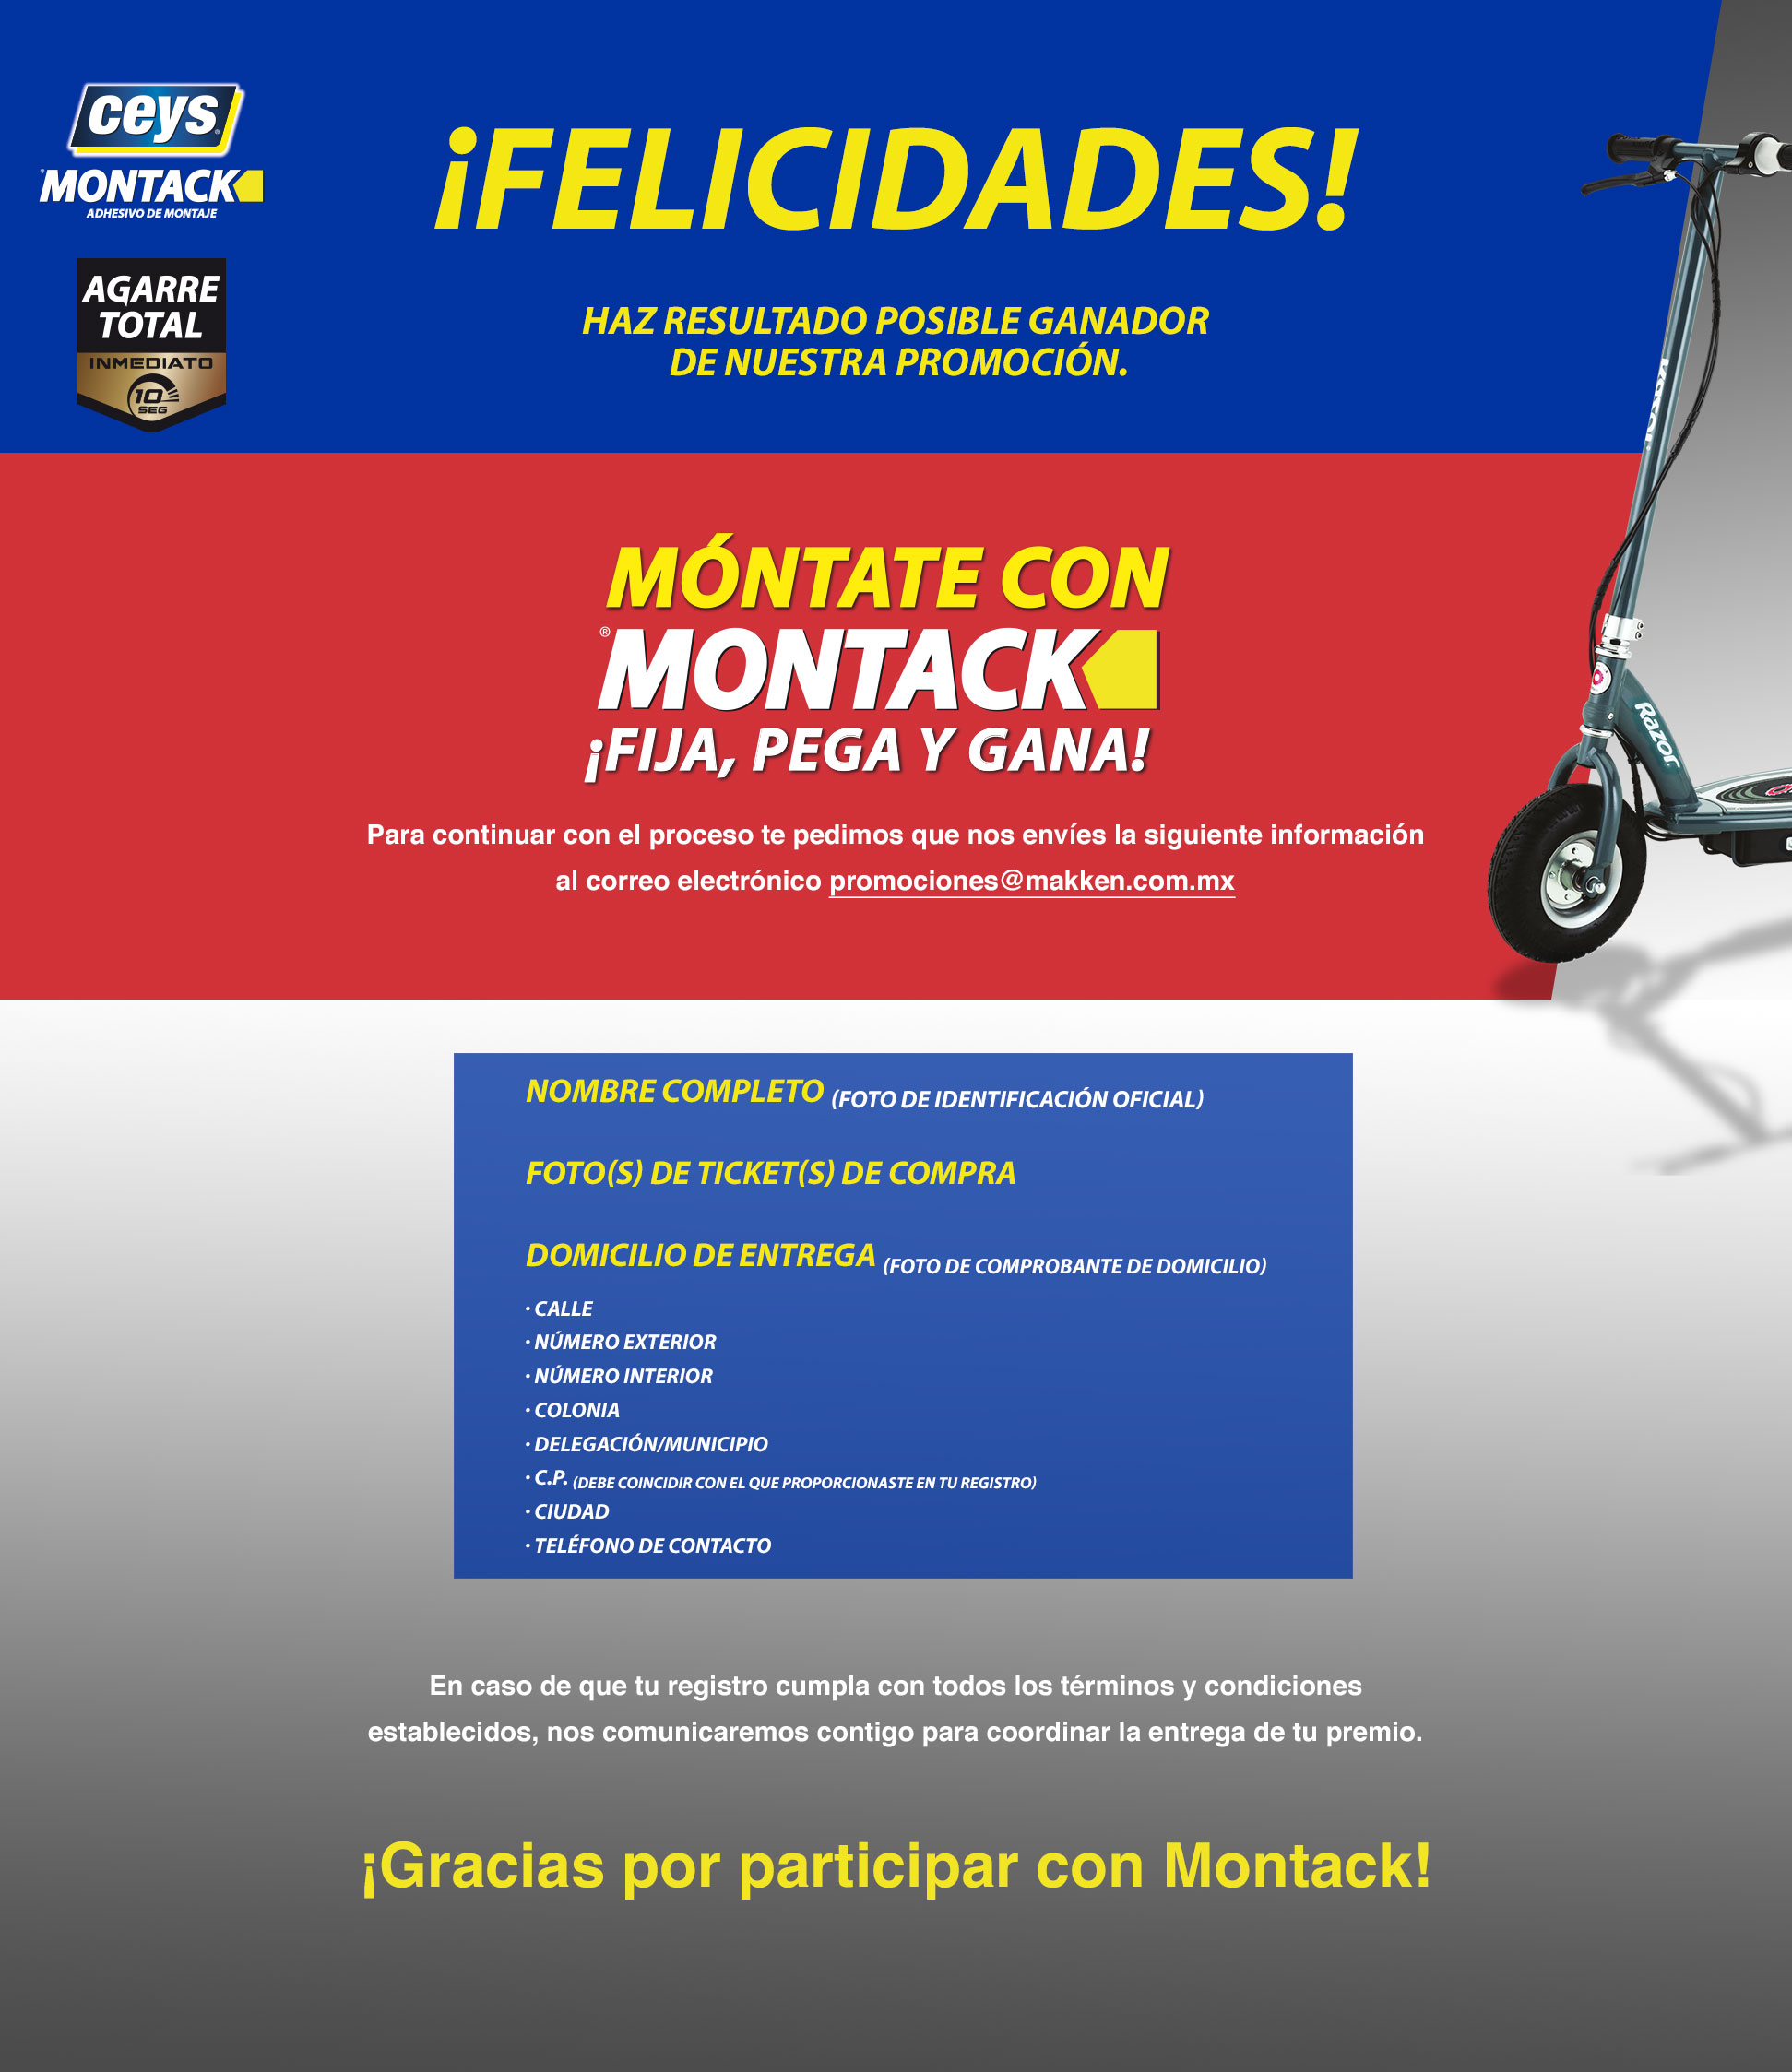 ceys
MONTACK
ADHESIVO DE MONTAJE
AGARRE
TOTAL
INMEDIATO
10
SEG
¡FELICIDADES!
HAZ RESULTADO POSIBLE GANADOR
DE NUESTRA PROMOCIÓN.
MÓNTATE CON
®MONTACK
¡FIJA, PEGA Y GANA!
Para continuar con el proceso te pedimos que nos envíes la siguiente información
al correo electrónico promociones@makken.com.mx
Razor
NOMBRE COMPLETO (FOTO DE IDENTIFICACIÓN OFICIAL)
FOTO(S) DE TICKET(S) DE COMPRA
DOMICILIO DE ENTREGA (FOTO DE COMPROBANTE DE DOMICILIO)
· CALLE
· NÚMERO EXTERIOR
· NÚMERO INTERIOR
· COLONIA
· DELEGACIÓN/MUNICIPIO
· C.P. (DEBE COINCIDIR CON EL QUE PROPORCIONASTE EN TU REGISTRO)
· CIUDAD
· TELÉFONO DE CONTACTO
En caso de que tu registro cumpla con todos los términos y condiciones
establecidos, nos comunicaremos contigo para coordinar la entrega de tu premio.
¡Gracias por participar con Montack!